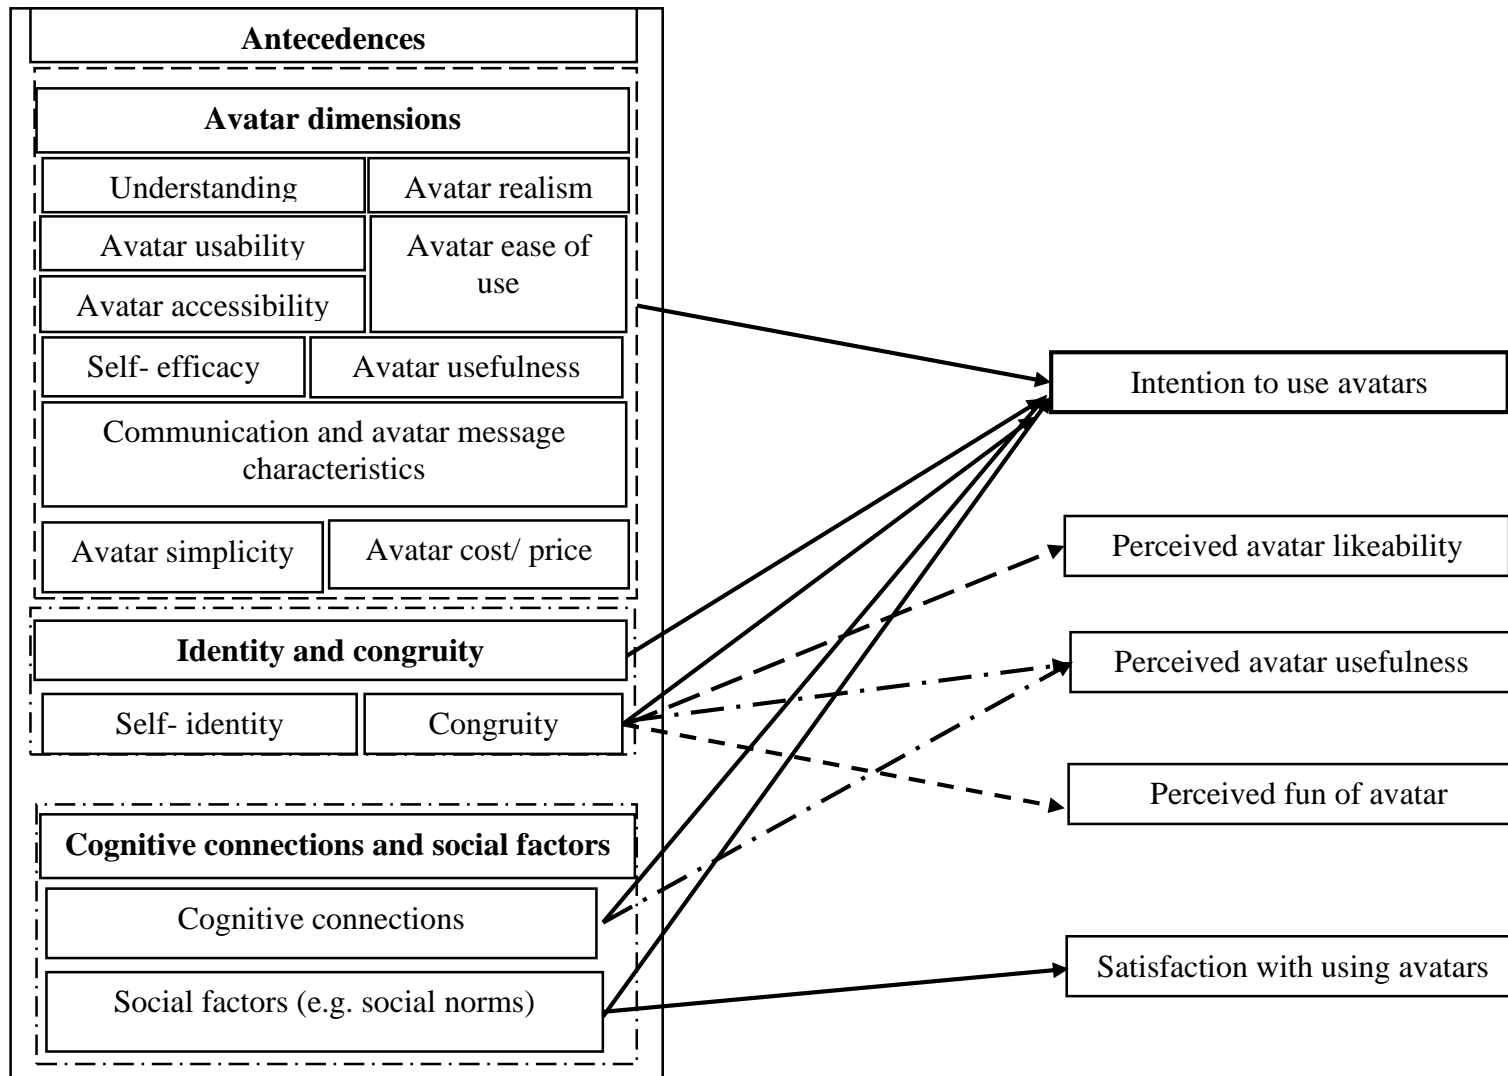 Antecedences
Avatar dimensions
Understanding
Avatar realism
Avatar usability
Avatar ease of
use
Avatar accessibility
Self- efficacy
Avatar usefulness
Communication and avatar message
characteristics
Avatar simplicity
Avatar cost/ price
Identity and congruity
Self- identity
Congruity
Cognitive connections and social factors
Cognitive connections
Social factors (e.g. social norms)
Intention to use avatars
Perceived avatar likeability
Perceived avatar usefulness
Perceived fun of avatar
Satisfaction with using avatars